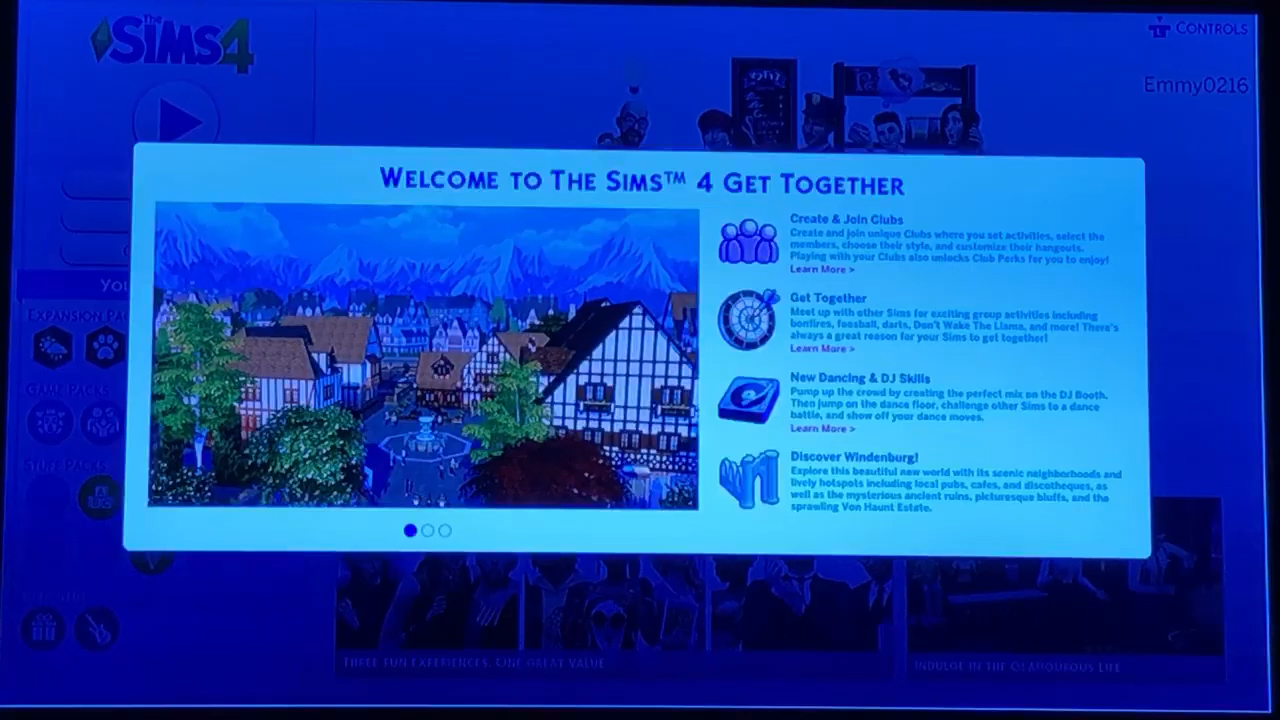 The SIMS 4
CONTROLS
Emmy0216
WELCOME TO THE SIMS™ 4 GET TOGETHER
Create & Join Clubs
Create and join unique Clubs where you set activities, select the
members, choose their style, and customize their hangouts.
Playing with your Clubs also unlocks Club Perks for you to enjoy!
Learn More >
Get Together
Meet up with other Sims for exciting group activities including
bonfires, foosball, darts, Don't Wake The Llama, and more! There's
always a great reason for your Sims to get together!
Learn More >
New Dancing & DJ Skills
Pump up the crowd by creating the perfect mix on the DJ Booth.
Then jump on the dance floor, challenge other Sims to a dance
battle, and show off your dance moves.
Learn More >
Discover Windenburg!
Explore this beautiful new world with its scenic neighborhoods and
lively hotspots including local pubs, cafes, and discotheques, as
well as the mysterious ancient ruins, picturesque bluffs, and the
sprawling Von Haunt Estate.
YOU
EXPANSION PA
GAME PACKS
STUFF PACKS
THREE FUN EXPERIENCES, ONE GREAT VALUE
INDULGE IN THE GLAMOUROUS LIFE